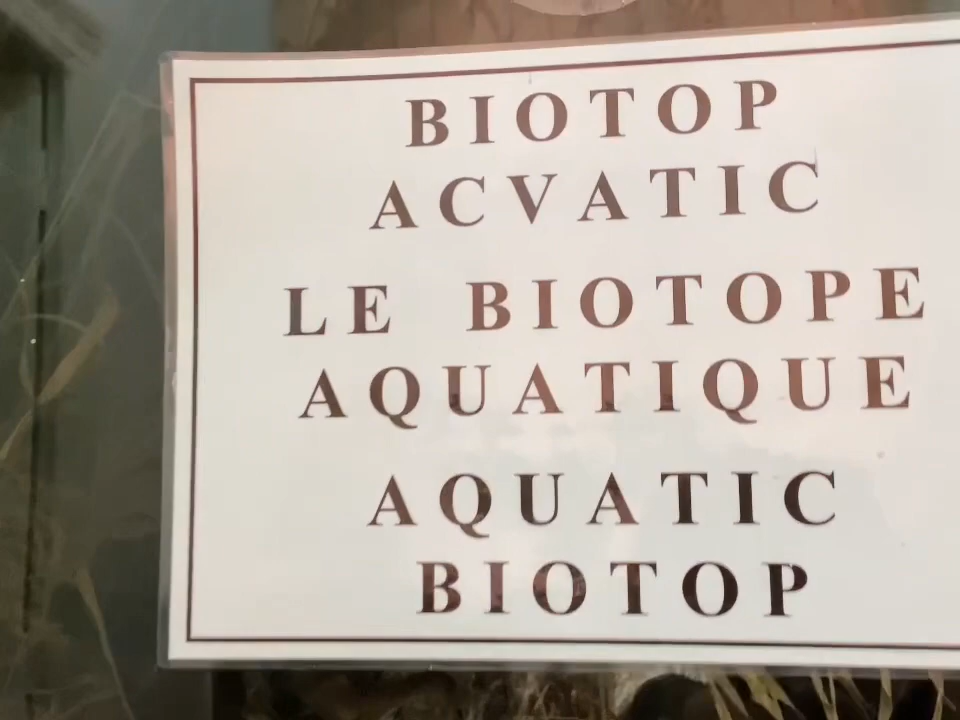 BIOTOP
ACVATIC
LE BIOTOPE
AQUATIQUE
AQUATIC
BIOTOP